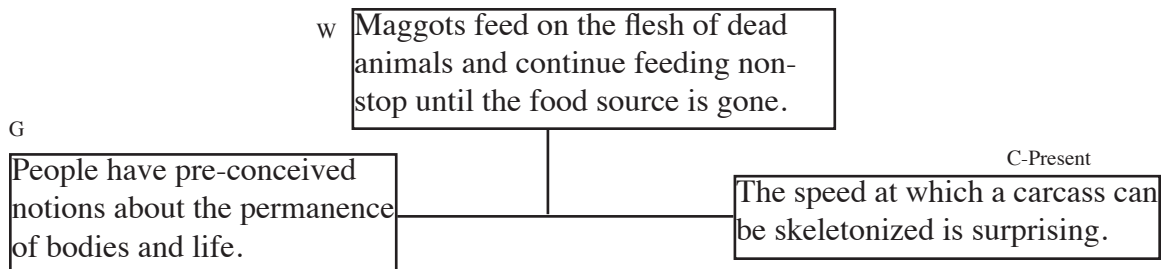 W
Maggots feed on the flesh of dead
animals and continue feeding non-
stop until the food source is gone.
G
People have pre-conceived
notions about the permanence
of bodies and life.
C-Present
The speed at which a carcass can
be skeletonized is surprising.